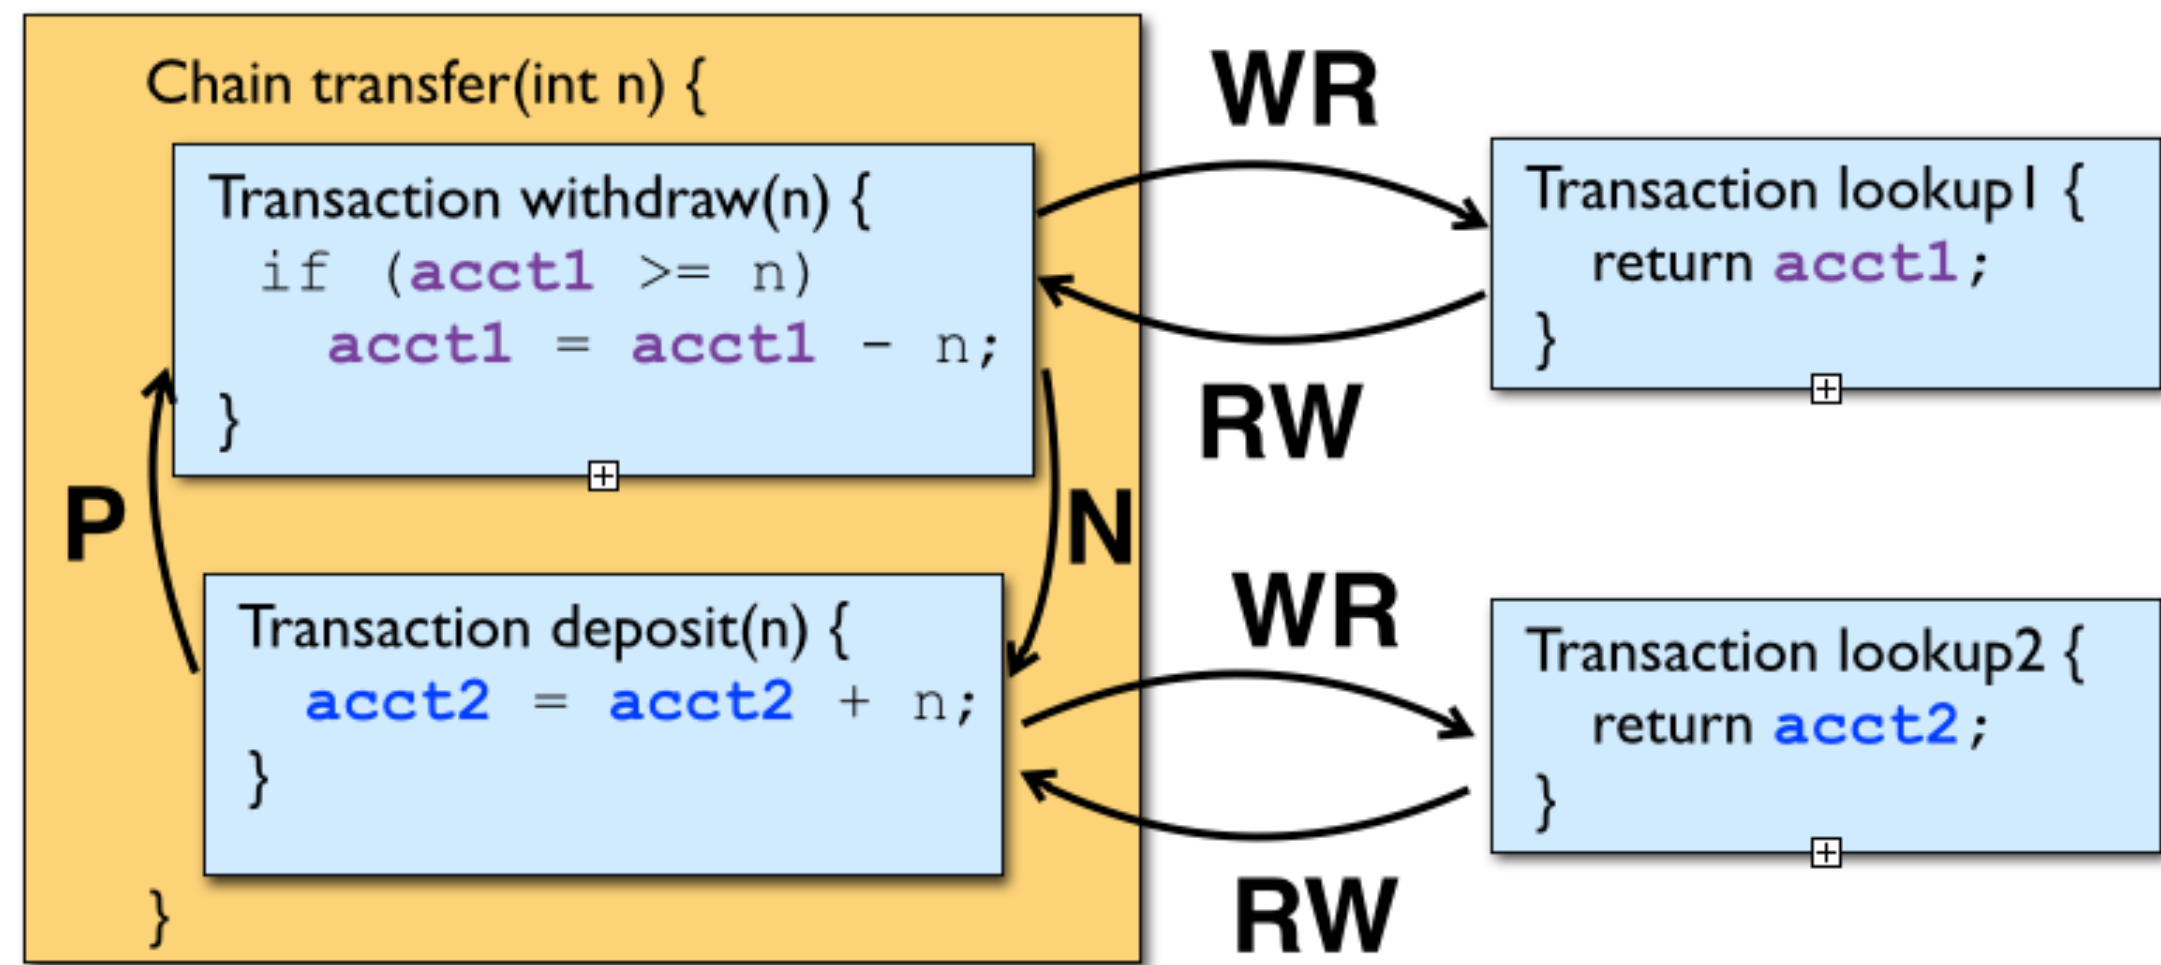 Chain transfer(int n) {
WR
Transaction withdraw(n) {
if (acct1 >= n)
acct1 = acct1 - n;
}
Transaction lookup1 {
return acct1;
}
RW
P
N
Transaction deposit(n) {
acct2 = acct2 + n;
}
WR
Transaction lookup2 {
return acct2;
}
RW
}